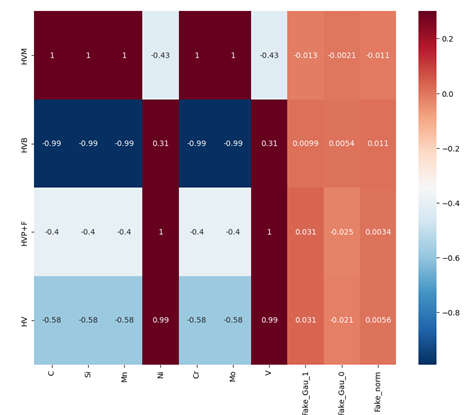 HVM 1 1 1 -0.43 1 1 -0.43 -0.013 -0.0021 -0.011
HVB -0.99 -0.99 -0.99 0.31 -0.99 -0.99 0.31 0.0099 0.0054 0.011
HVP+F -0.4 -0.4 -0.4 1 -0.4 -0.4 1 0.031 -0.025 0.0034
HV -0.58 -0.58 -0.58 0.99 -0.58 -0.58 0.99 0.031 -0.021 0.0056
C Si Mn Ni Cr Mo V Fake_Gau_1 Fake_Gau_0 Fake_norm
0.2
0.0
−0.2
−0.4
−0.6
−0.8